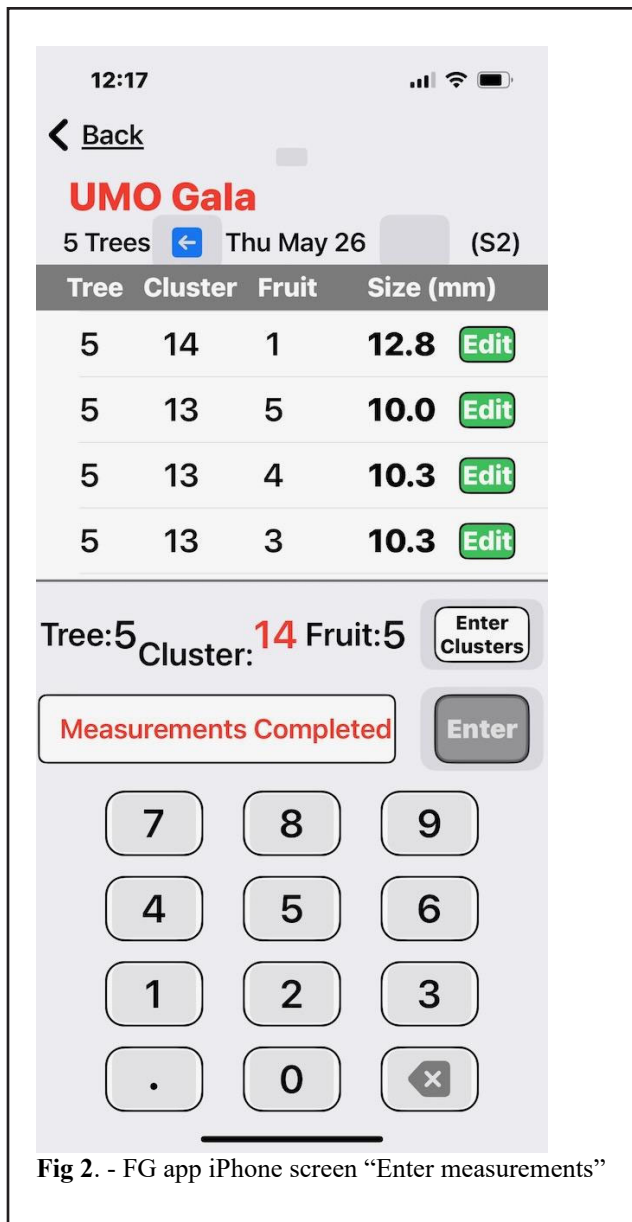 12:17
Back
UMO Gala
5 Trees Thu May 26 (S2)
Tree Cluster Fruit Size (mm)
5 14 1 12.8 Edit
5 13 5 10.0 Edit
5 13 4 10.3 Edit
5 13 3 10.3 Edit
Tree:5 Cluster: 14 Fruit:5 Enter Clusters
Measurements Completed Enter
7 8 9
4 5 6
1 2 3
. 0
Fig 2. - FG app iPhone screen “Enter measurements”